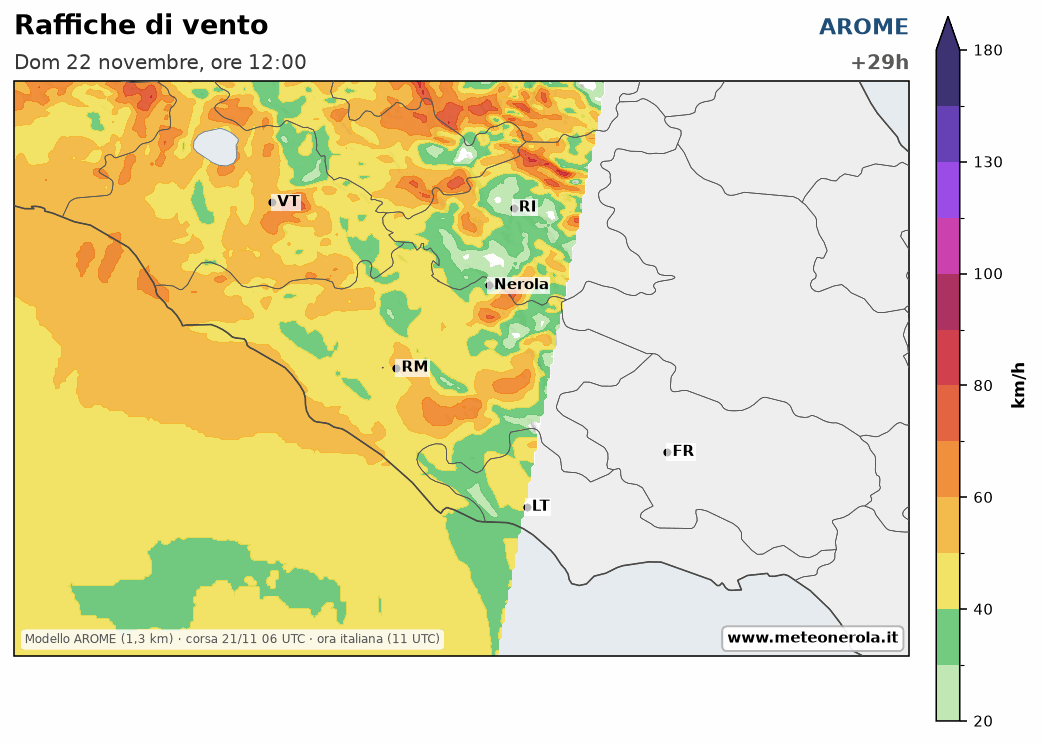 Raffiche di vento
AROME
Dom 22 novembre, ore 12:00
+29h
VT
RI
Nerola
RM
FR
LT
Modello AROME (1,3 km) · corsa 21/11 06 UTC · ora italiana (11 UTC)
www.meteonerola.it
180
130
100
80
60
40
20
km/h